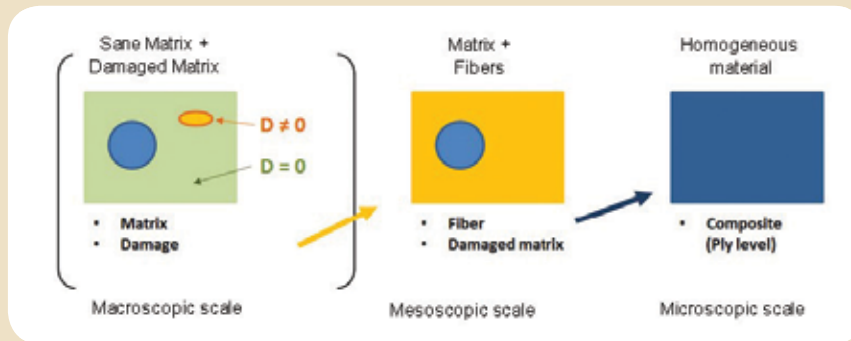 Sane Matrix +
Damaged Matrix
D ≠ 0
D = 0
• Matrix
• Damage
Macroscopic scale
Matrix +
Fibers
• Fiber
• Damaged matrix
Mesoscopic scale
Homogeneous
material
• Composite
(Ply level)
Microscopic scale